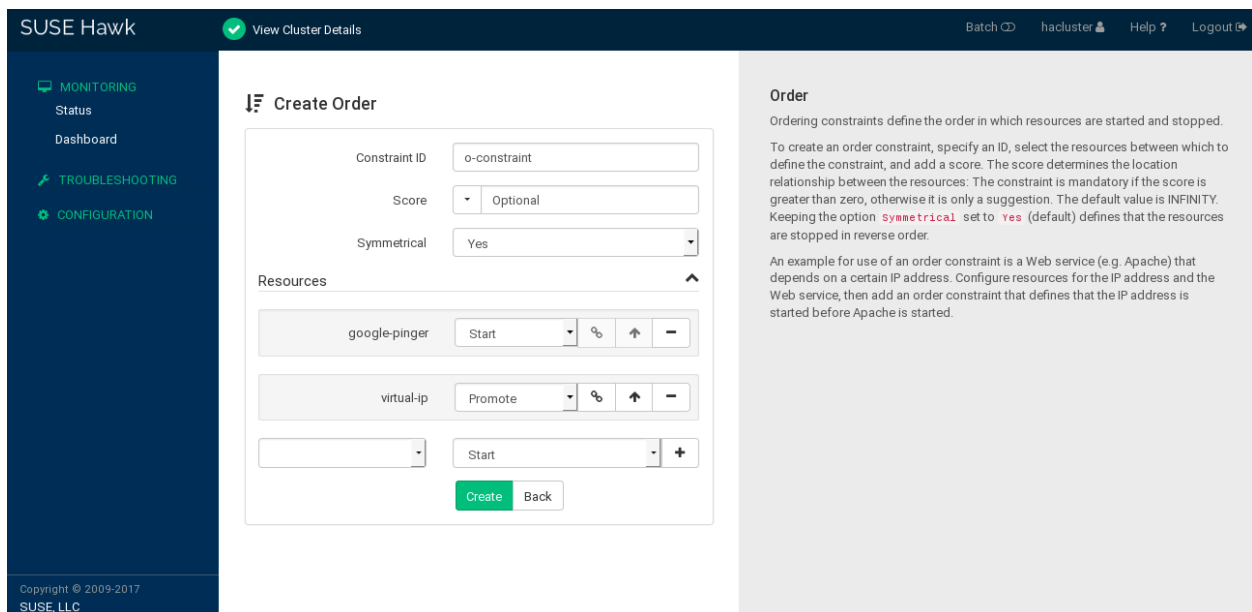 SUSE Hawk
View Cluster Details
Batch
hacluster
Help ?
Logout
MONITORING
Status
Dashboard
TROUBLESHOOTING
CONFIGURATION
Copyright © 2009-2017
SUSE, LLC
Create Order
Constraint ID
o-constraint
Score
Optional
Symmetrical
Yes
Resources
google-pinger
Start
virtual-ip
Promote
Start
Create
Back
Order
Ordering constraints define the order in which resources are started and stopped.
To create an order constraint, specify an ID, select the resources between which to
define the constraint, and add a score. The score determines the location
relationship between the resources: The constraint is mandatory if the score is
greater than zero, otherwise it is only a suggestion. The default value is INFINITY.
Keeping the option Symmetrical set to Yes (default) defines that the resources
are stopped in reverse order.
An example for use of an order constraint is a Web service (e.g. Apache) that
depends on a certain IP address. Configure resources for the IP address and the
Web service, then add an order constraint that defines that the IP address is
started before Apache is started.